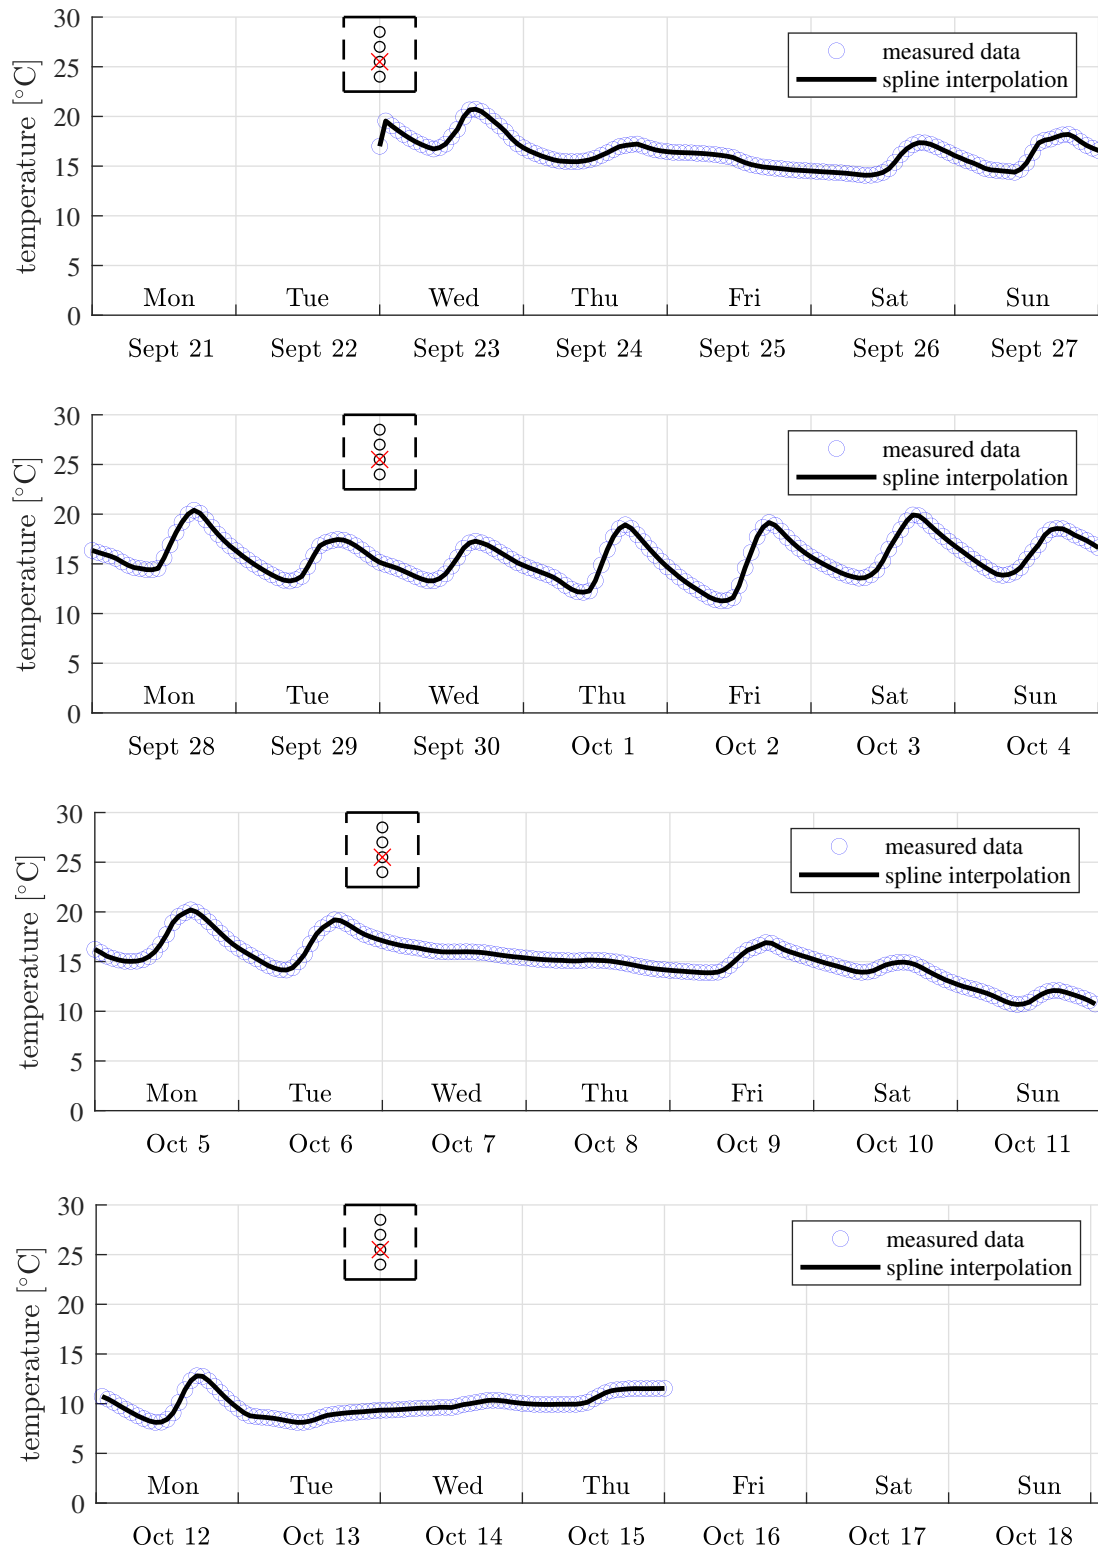 30
25
20
15
10
5
0
temperature [°C]
measured data
spline interpolation
Mon Tue Wed Thu Fri Sat Sun
Sept 21 Sept 22 Sept 23 Sept 24 Sept 25 Sept 26 Sept 27
30
25
20
15
10
5
0
temperature [°C]
measured data
spline interpolation
Mon Tue Wed Thu Fri Sat Sun
Sept 28 Sept 29 Sept 30 Oct 1 Oct 2 Oct 3 Oct 4
30
25
20
15
10
5
0
temperature [°C]
measured data
spline interpolation
Mon Tue Wed Thu Fri Sat Sun
Oct 5 Oct 6 Oct 7 Oct 8 Oct 9 Oct 10 Oct 11
30
25
20
15
10
5
0
temperature [°C]
measured data
spline interpolation
Mon Tue Wed Thu Fri Sat Sun
Oct 12 Oct 13 Oct 14 Oct 15 Oct 16 Oct 17 Oct 18